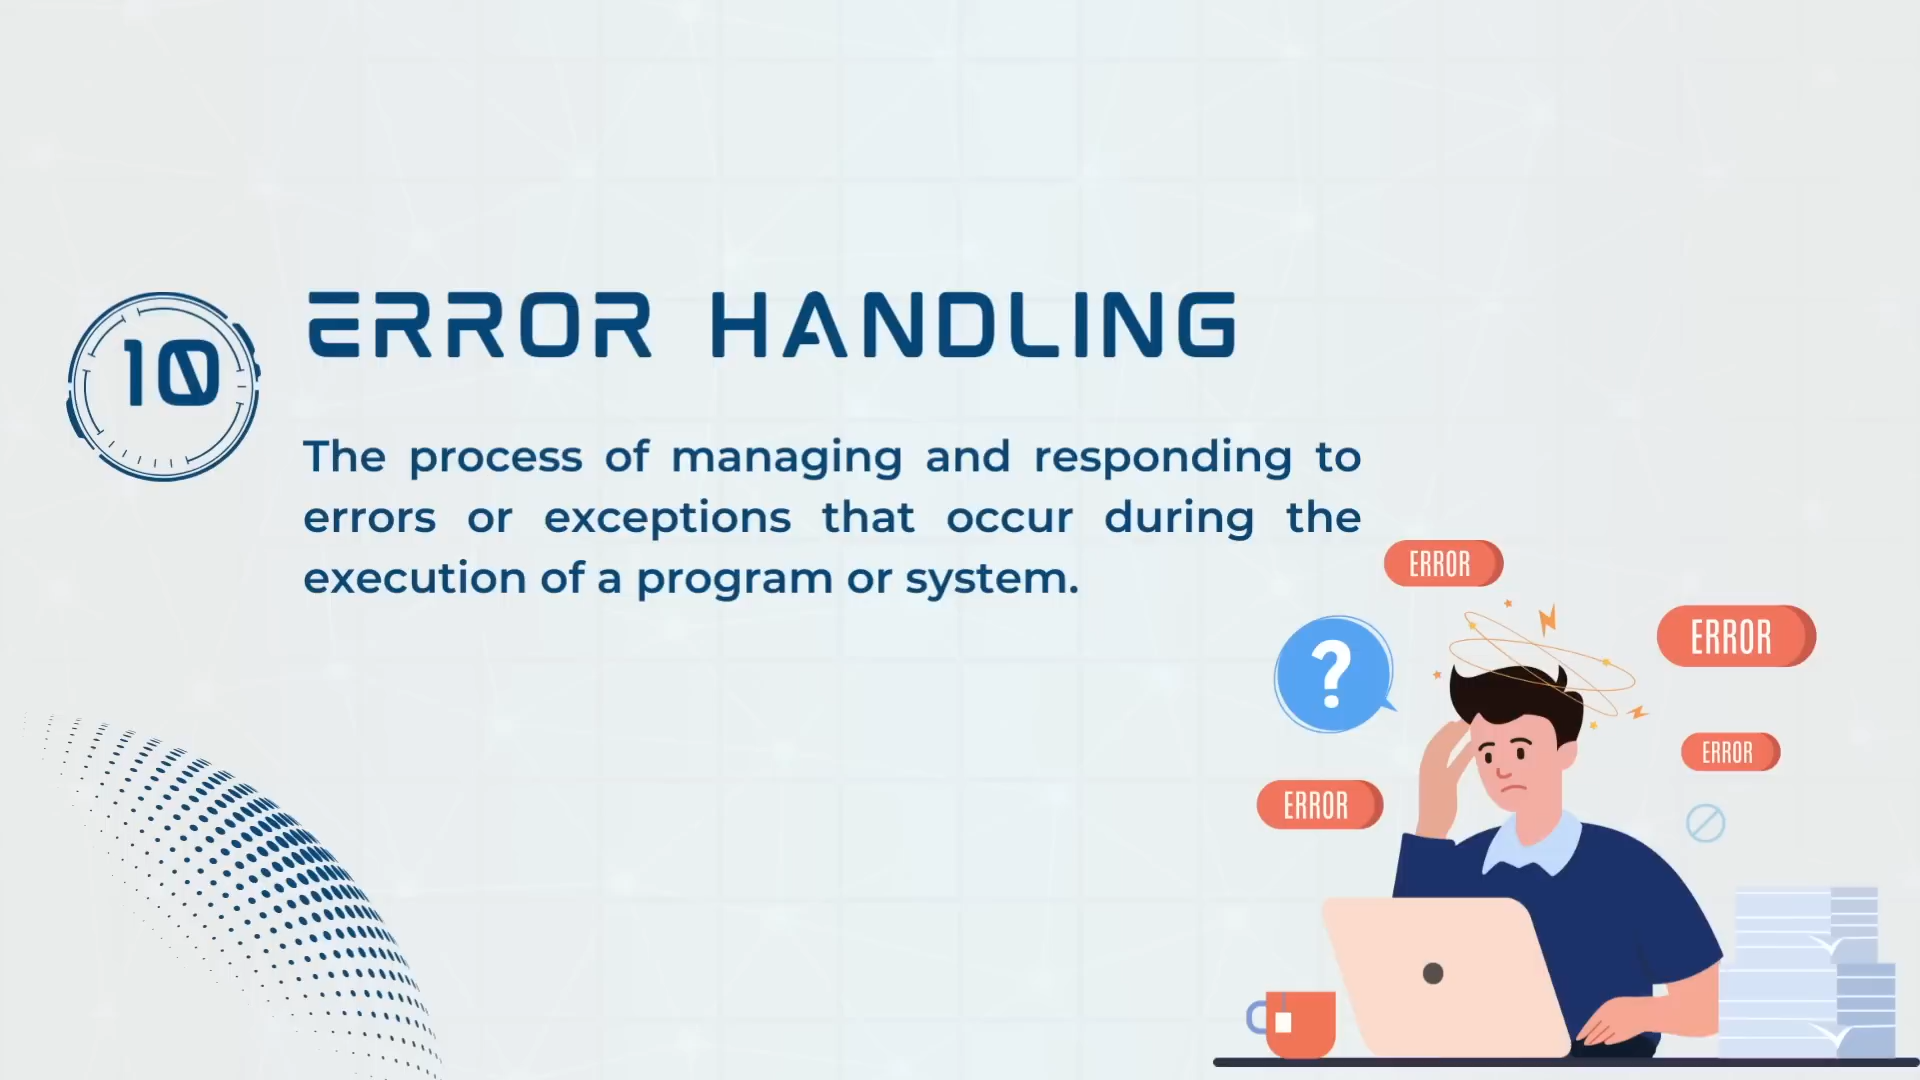 10
ERROR HANDLING
The process of managing and responding to
errors or exceptions that occur during the
execution of a program or system.
ERROR
ERROR
?
ERROR
ERROR